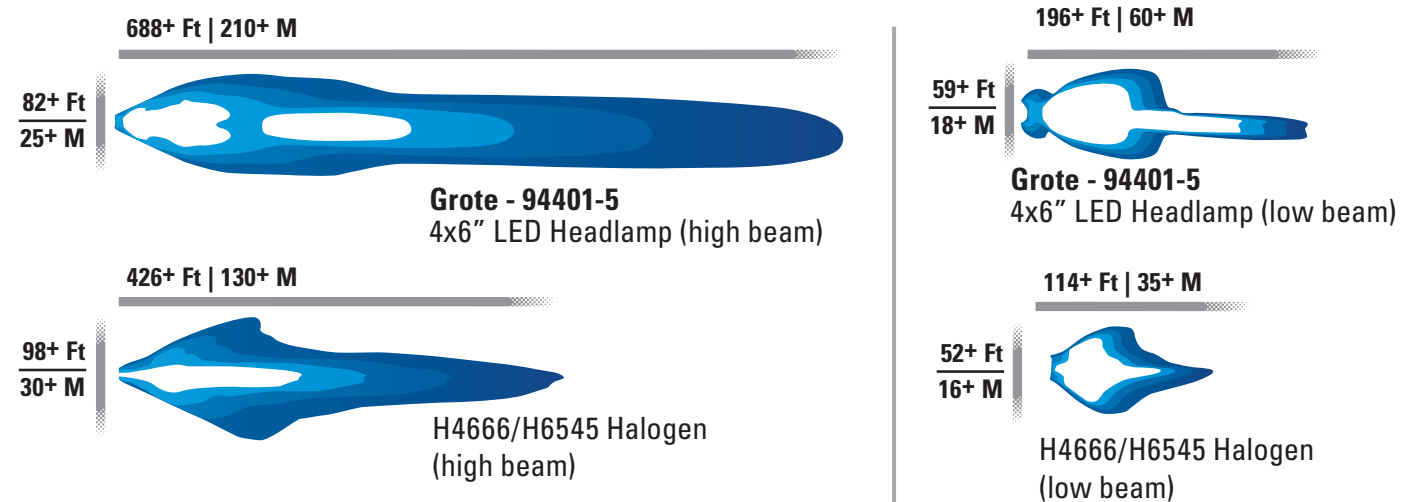 688+ Ft | 210+ M
82+ Ft
25+ M
Grote - 94401-5
4x6” LED Headlamp (high beam)
426+ Ft | 130+ M
98+ Ft
30+ M
H4666/H6545 Halogen
(high beam)
196+ Ft | 60+ M
59+ Ft
18+ M
Grote - 94401-5
4x6” LED Headlamp (low beam)
114+ Ft | 35+ M
52+ Ft
16+ M
H4666/H6545 Halogen
(low beam)